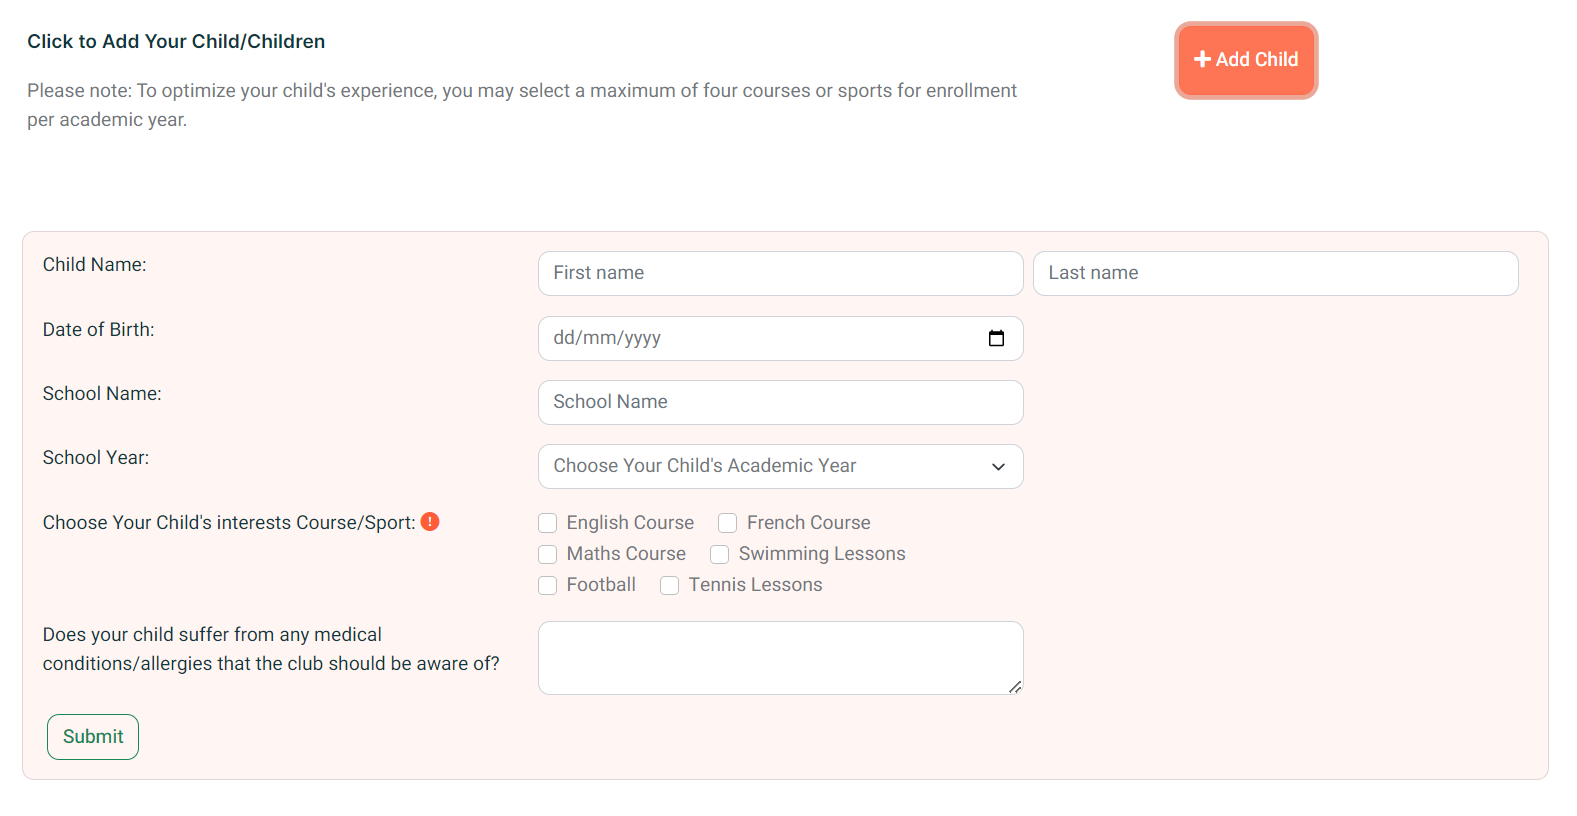 Click to Add Your Child/Children
Add Child
Please note: To optimize your child's experience, you may select a maximum of four courses or sports for enrollment
per academic year.
Child Name:
First name
Last name
Date of Birth:
dd/mm/yyyy
School Name:
School Name
School Year:
Choose Your Child's Academic Year
Choose Your Child's interests Course/Sport: !
English Course
French Course
Maths Course
Swimming Lessons
Football
Tennis Lessons
Does your child suffer from any medical
conditions/allergies that the club should be aware of?
Submit